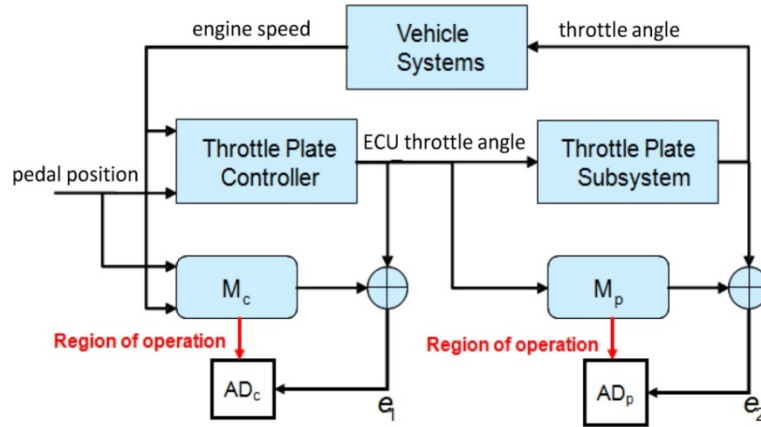 engine speed
Vehicle
Systems
throttle angle
pedal position
Throttle Plate
Controller
ECU throttle angle
Throttle Plate
Subsystem
Mc
Mp
Region of operation
Region of operation
ADc
e1
ADp
e2